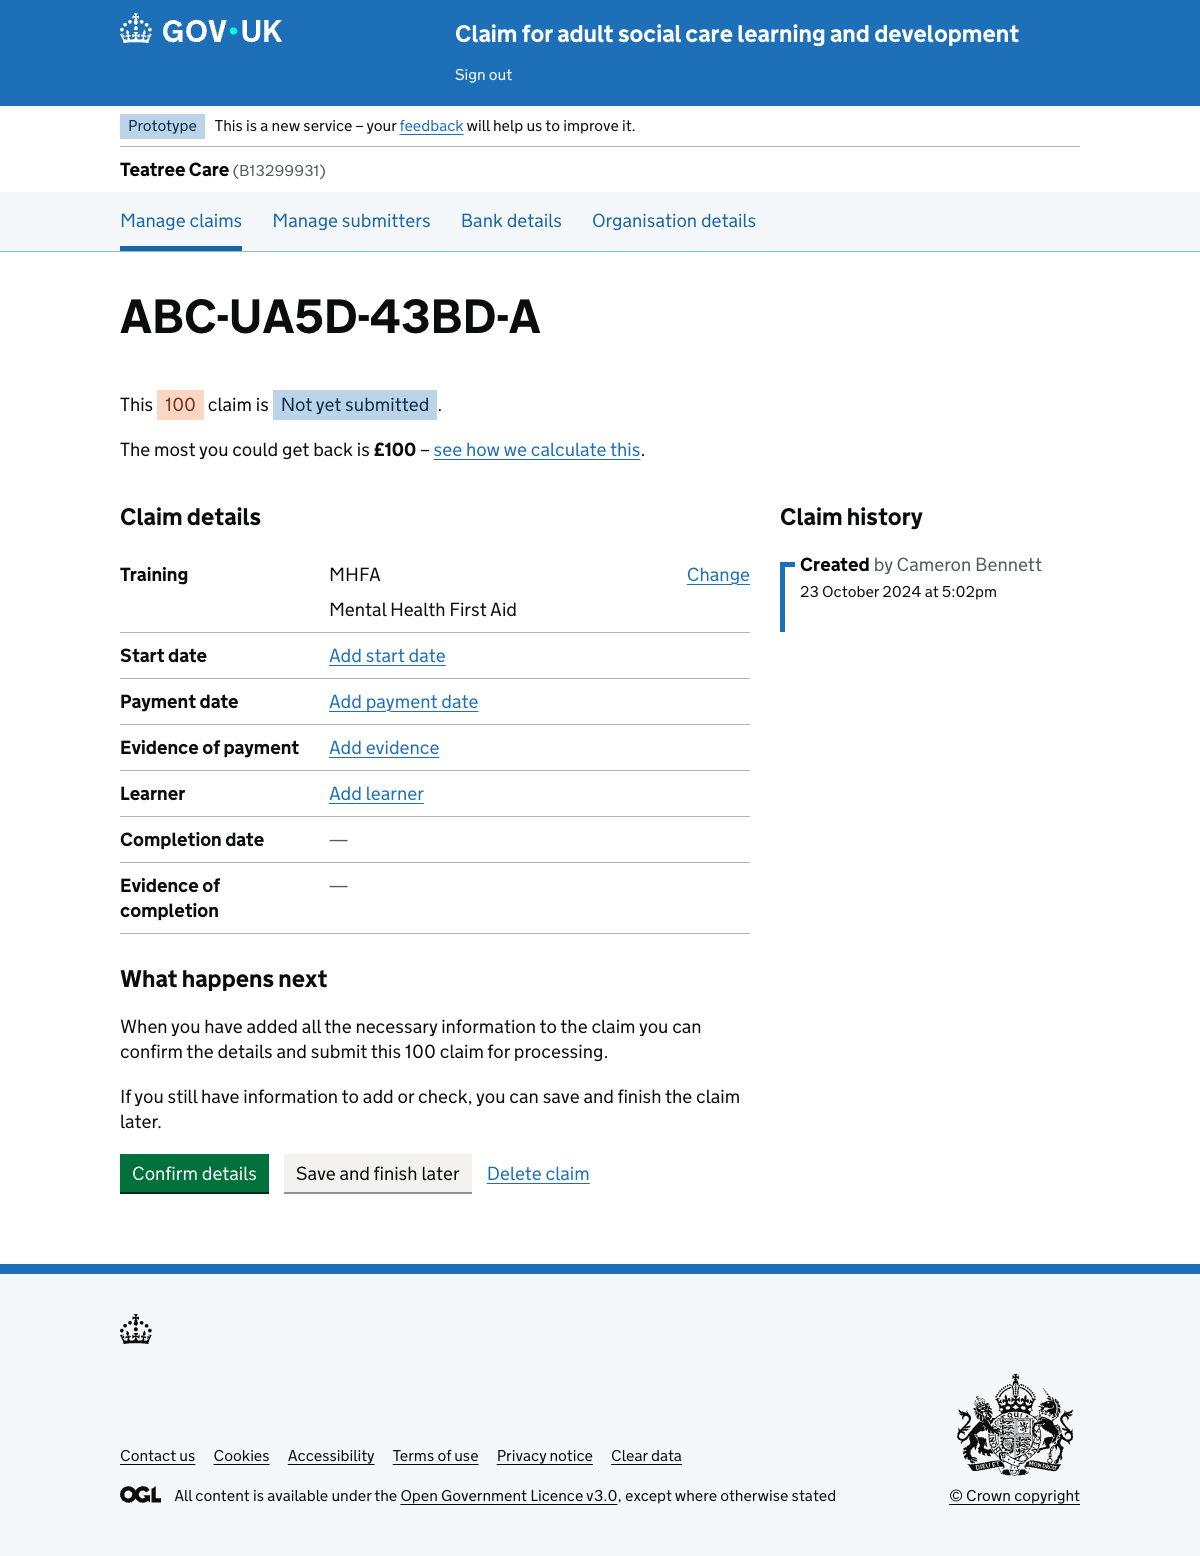 GOV·UK
Claim for adult social care learning and development
Sign out
Prototype This is a new service – your feedback will help us to improve it.
Teatree Care (B13299931)
Manage claims Manage submitters Bank details Organisation details
ABC-UA5D-43BD-A
This 100 claim is Not yet submitted .
The most you could get back is £100 – see how we calculate this.
Claim details
Training MHFA Change
Mental Health First Aid
Start date Add start date
Payment date Add payment date
Evidence of payment Add evidence
Learner Add learner
Completion date —
Evidence of —
completion
Claim history
Created by Cameron Bennett
23 October 2024 at 5:02pm
What happens next
When you have added all the necessary information to the claim you can
confirm the details and submit this 100 claim for processing.
If you still have information to add or check, you can save and finish the claim
later.
Confirm details Save and finish later Delete claim
Contact us Cookies Accessibility Terms of use Privacy notice Clear data
OGL All content is available under the Open Government Licence v3.0, except where otherwise stated
© Crown copyright